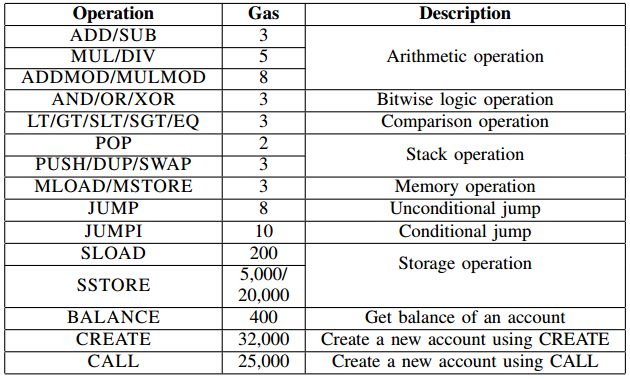 Operation Gas Description
ADD/SUB 3
MUL/DIV 5 Arithmetic operation
ADDMOD/MULMOD 8
AND/OR/XOR 3 Bitwise logic operation
LT/GT/SLT/SGT/EQ 3 Comparison operation
POP 2 Stack operation
PUSH/DUP/SWAP 3
MLOAD/MSTORE 3 Memory operation
JUMP 8 Unconditional jump
JUMPI 10 Conditional jump
SLOAD 200 Storage operation
SSTORE 5,000/
20,000
BALANCE 400 Get balance of an account
CREATE 32,000 Create a new account using CREATE
CALL 25,000 Create a new account using CALL